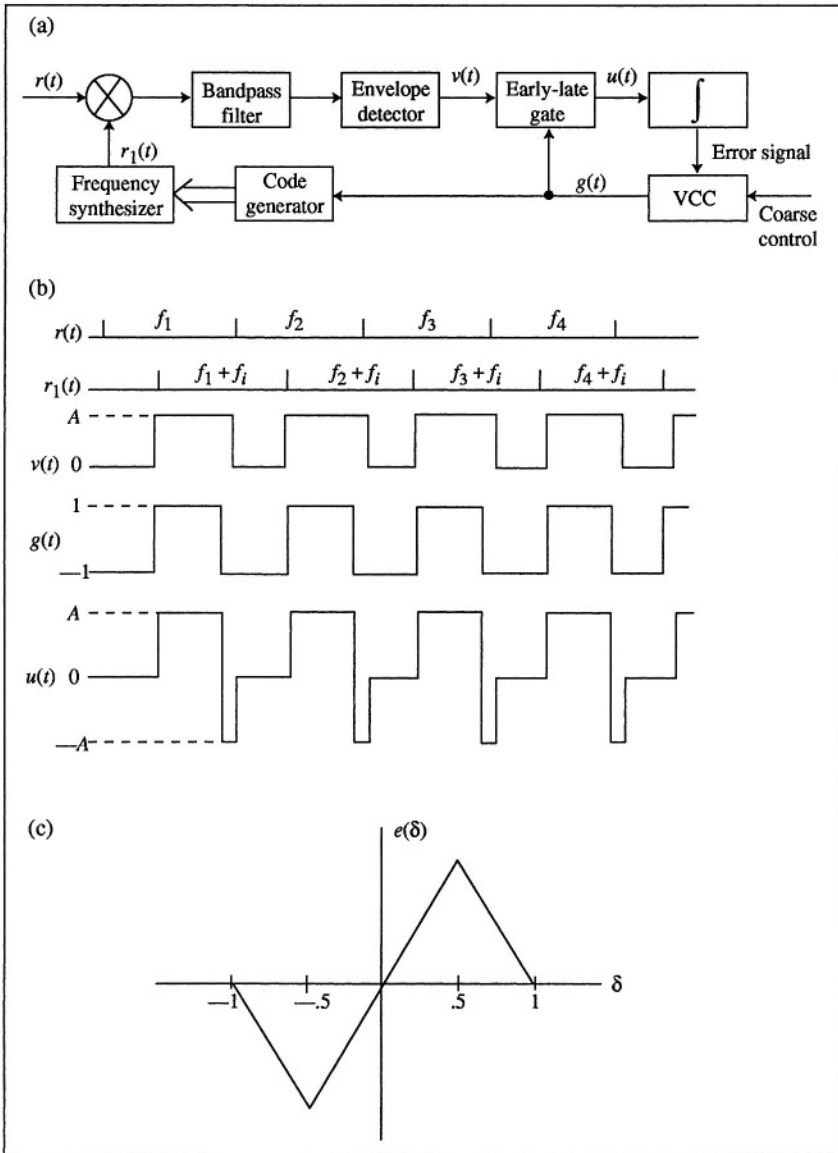 (a)
r(t)
Bandpass filter
Envelope detector
v(t)
Early-late gate
u(t)
∫
Error signal
r₁(t)
Frequency synthesizer
Code generator
g(t)
VCC
Coarse control
(b)
r(t) f₁ f₂ f₃ f₄
r₁(t) f₁ + fᵢ f₂ + fᵢ f₃ + fᵢ f₄ + fᵢ
A
v(t) 0
1
g(t)
—1
A
u(t) 0
—A
(c)
e(δ)
—1 —.5 .5 1 δ